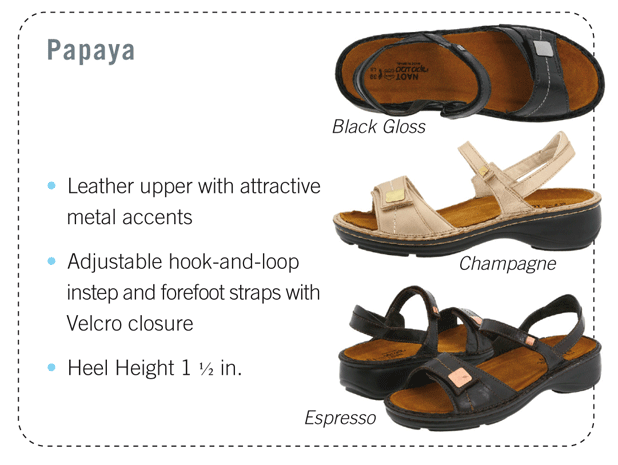 Papaya
Black Gloss
• Leather upper with attractive
metal accents
Champagne
• Adjustable hook-and-loop
instep and forefoot straps with
Velcro closure
• Heel Height 1 ½ in.
Espresso
NAOT